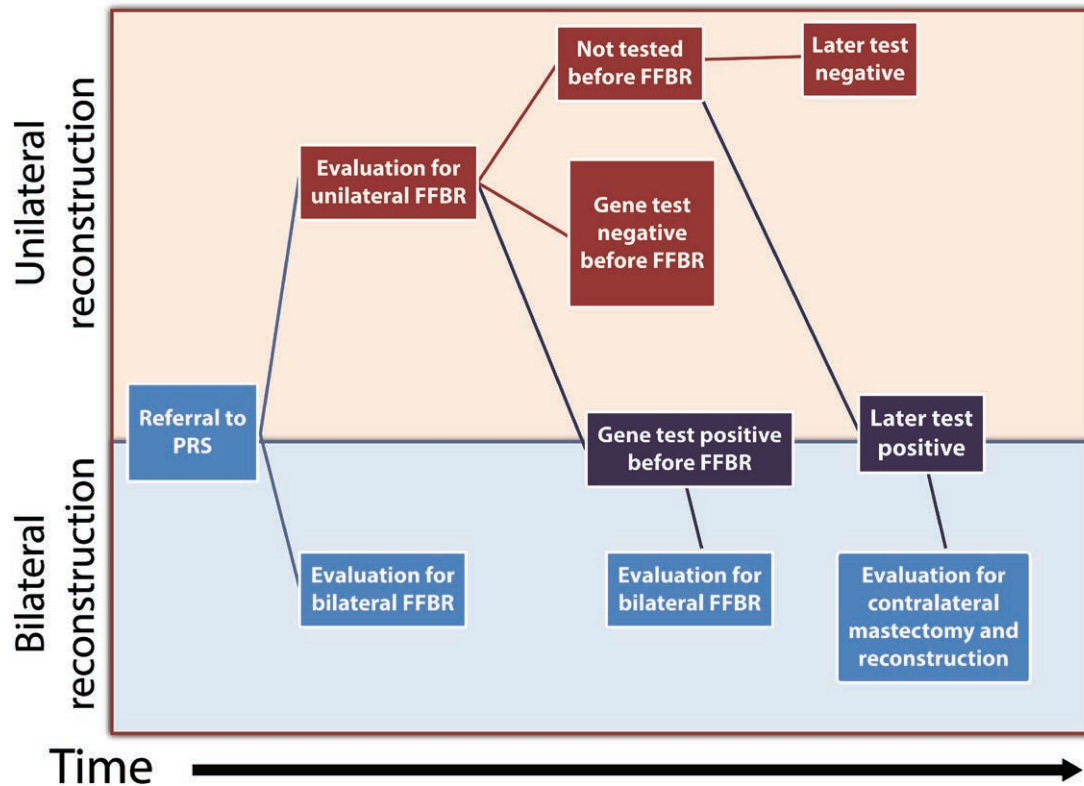 Unilateral
reconstruction
Bilateral
reconstruction
Referral to
PRS
Evaluation for
unilateral FFBR
Evaluation for
bilateral FFBR
Not tested
before FFBR
Gene test
negative
before FFBR
Gene test positive
before FFBR
Evaluation for
bilateral FFBR
Later test
negative
Later test
positive
Evaluation for
contralateral
mastectomy and
reconstruction
Time